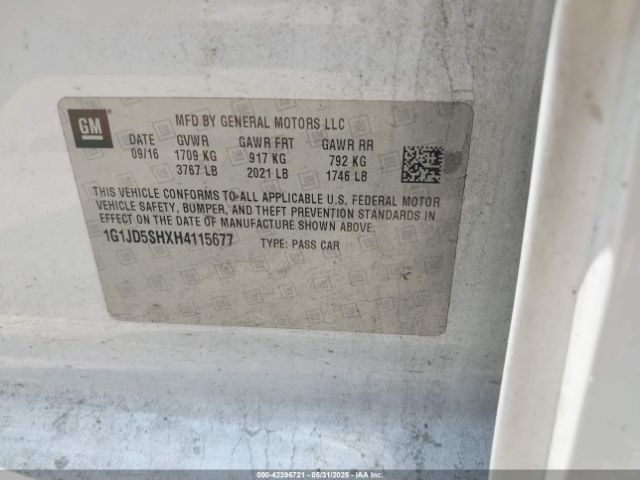 GM
MFD BY GENERAL MOTORS LLC
DATE GVWR GAWR FRT GAWR RR
09/16 1709 KG 917 KG 792 KG
3767 LB 2021 LB 1746 LB
THIS VEHICLE CONFORMS TO ALL APPLICABLE U.S. FEDERAL MOTOR
VEHICLE SAFETY, BUMPER, AND THEFT PREVENTION STANDARDS IN
EFFECT ON THE DATE OF MANUFACTURE SHOWN ABOVE.
1G1JD5SHXH4115677 TYPE: PASS CAR
000-42396721 - 05/31/2025 - IAAI.COM